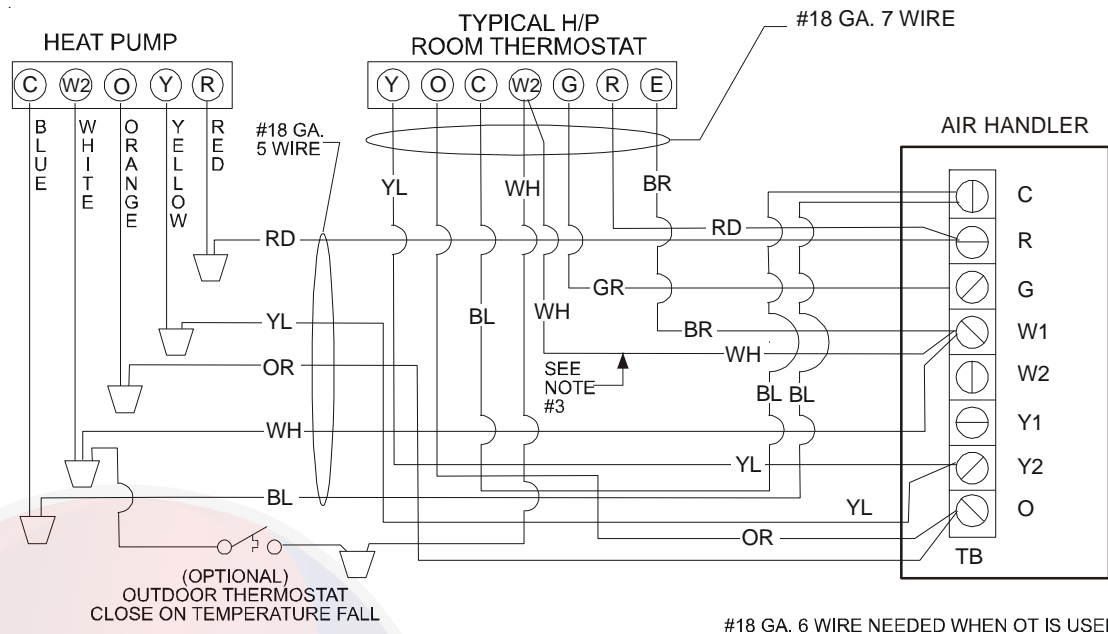 HEAT PUMP
C W2 O Y R
BLUE
WHITE
ORANGE
YELLOW
RED
#18 GA.
5 WIRE
TYPICAL H/P
ROOM THERMOSTAT
Y O C W2 G R E
#18 GA. 7 WIRE
AIR HANDLER
YL
WH
BR
RD
RD
GR
YL
BL
WH
BR
WH
OR
SEE
NOTE
#3
BL BL
WH
YL
BL
YL
OR
C
R
G
W1
W2
Y1
Y2
O
TB
(OPTIONAL)
OUTDOOR THERMOSTAT
CLOSE ON TEMPERATURE FALL
#18 GA. 6 WIRE NEEDED WHEN OT IS USED